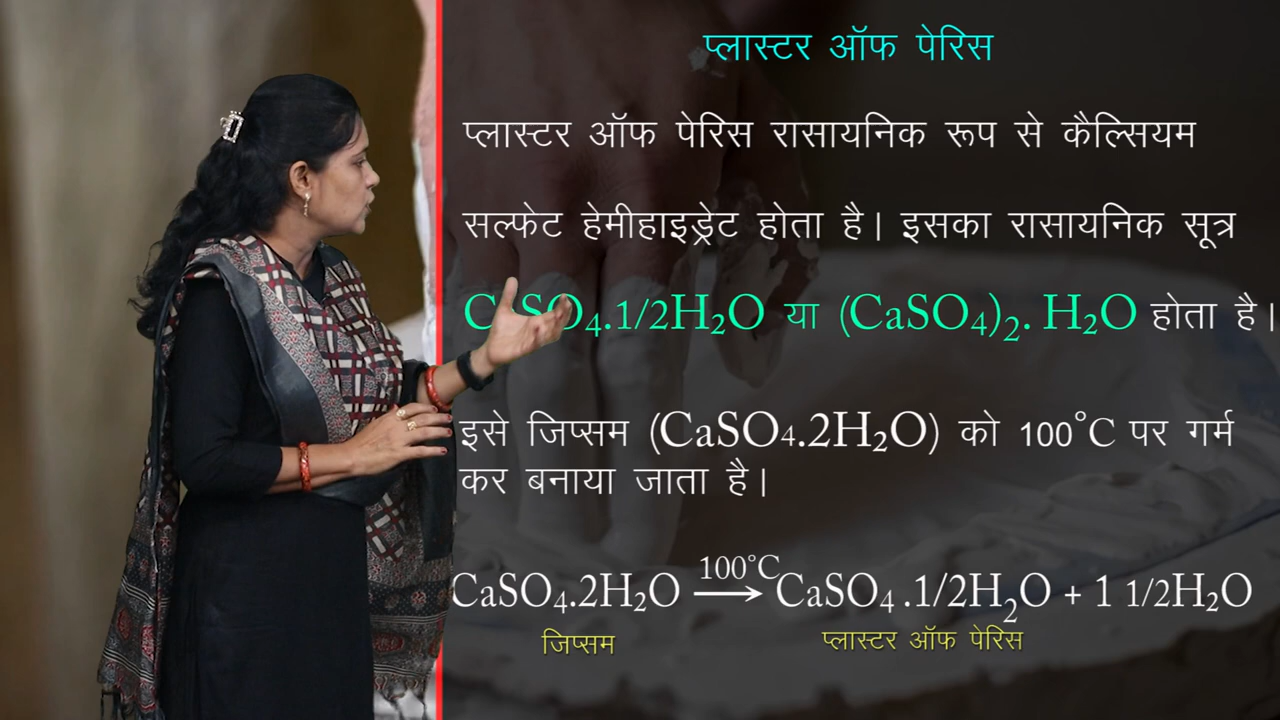 प्लास्टर ऑफ पेरिस
प्लास्टर ऑफ पेरिस रासायनिक रूप से कैल्सियम
सल्फेट हेमीहाइड्रेट होता है। इसका रासायनिक सूत्र
CaSO₄.1/2H₂O या (CaSO₄)₂. H₂O होता है।
इसे जिप्सम (CaSO₄.2H₂O) को 100°C पर गर्म
कर बनाया जाता है।
100°C
CaSO₄.2H₂O ⟶ CaSO₄ .1/2H₂O + 1 1/2H₂O
जिप्सम प्लास्टर ऑफ पेरिस